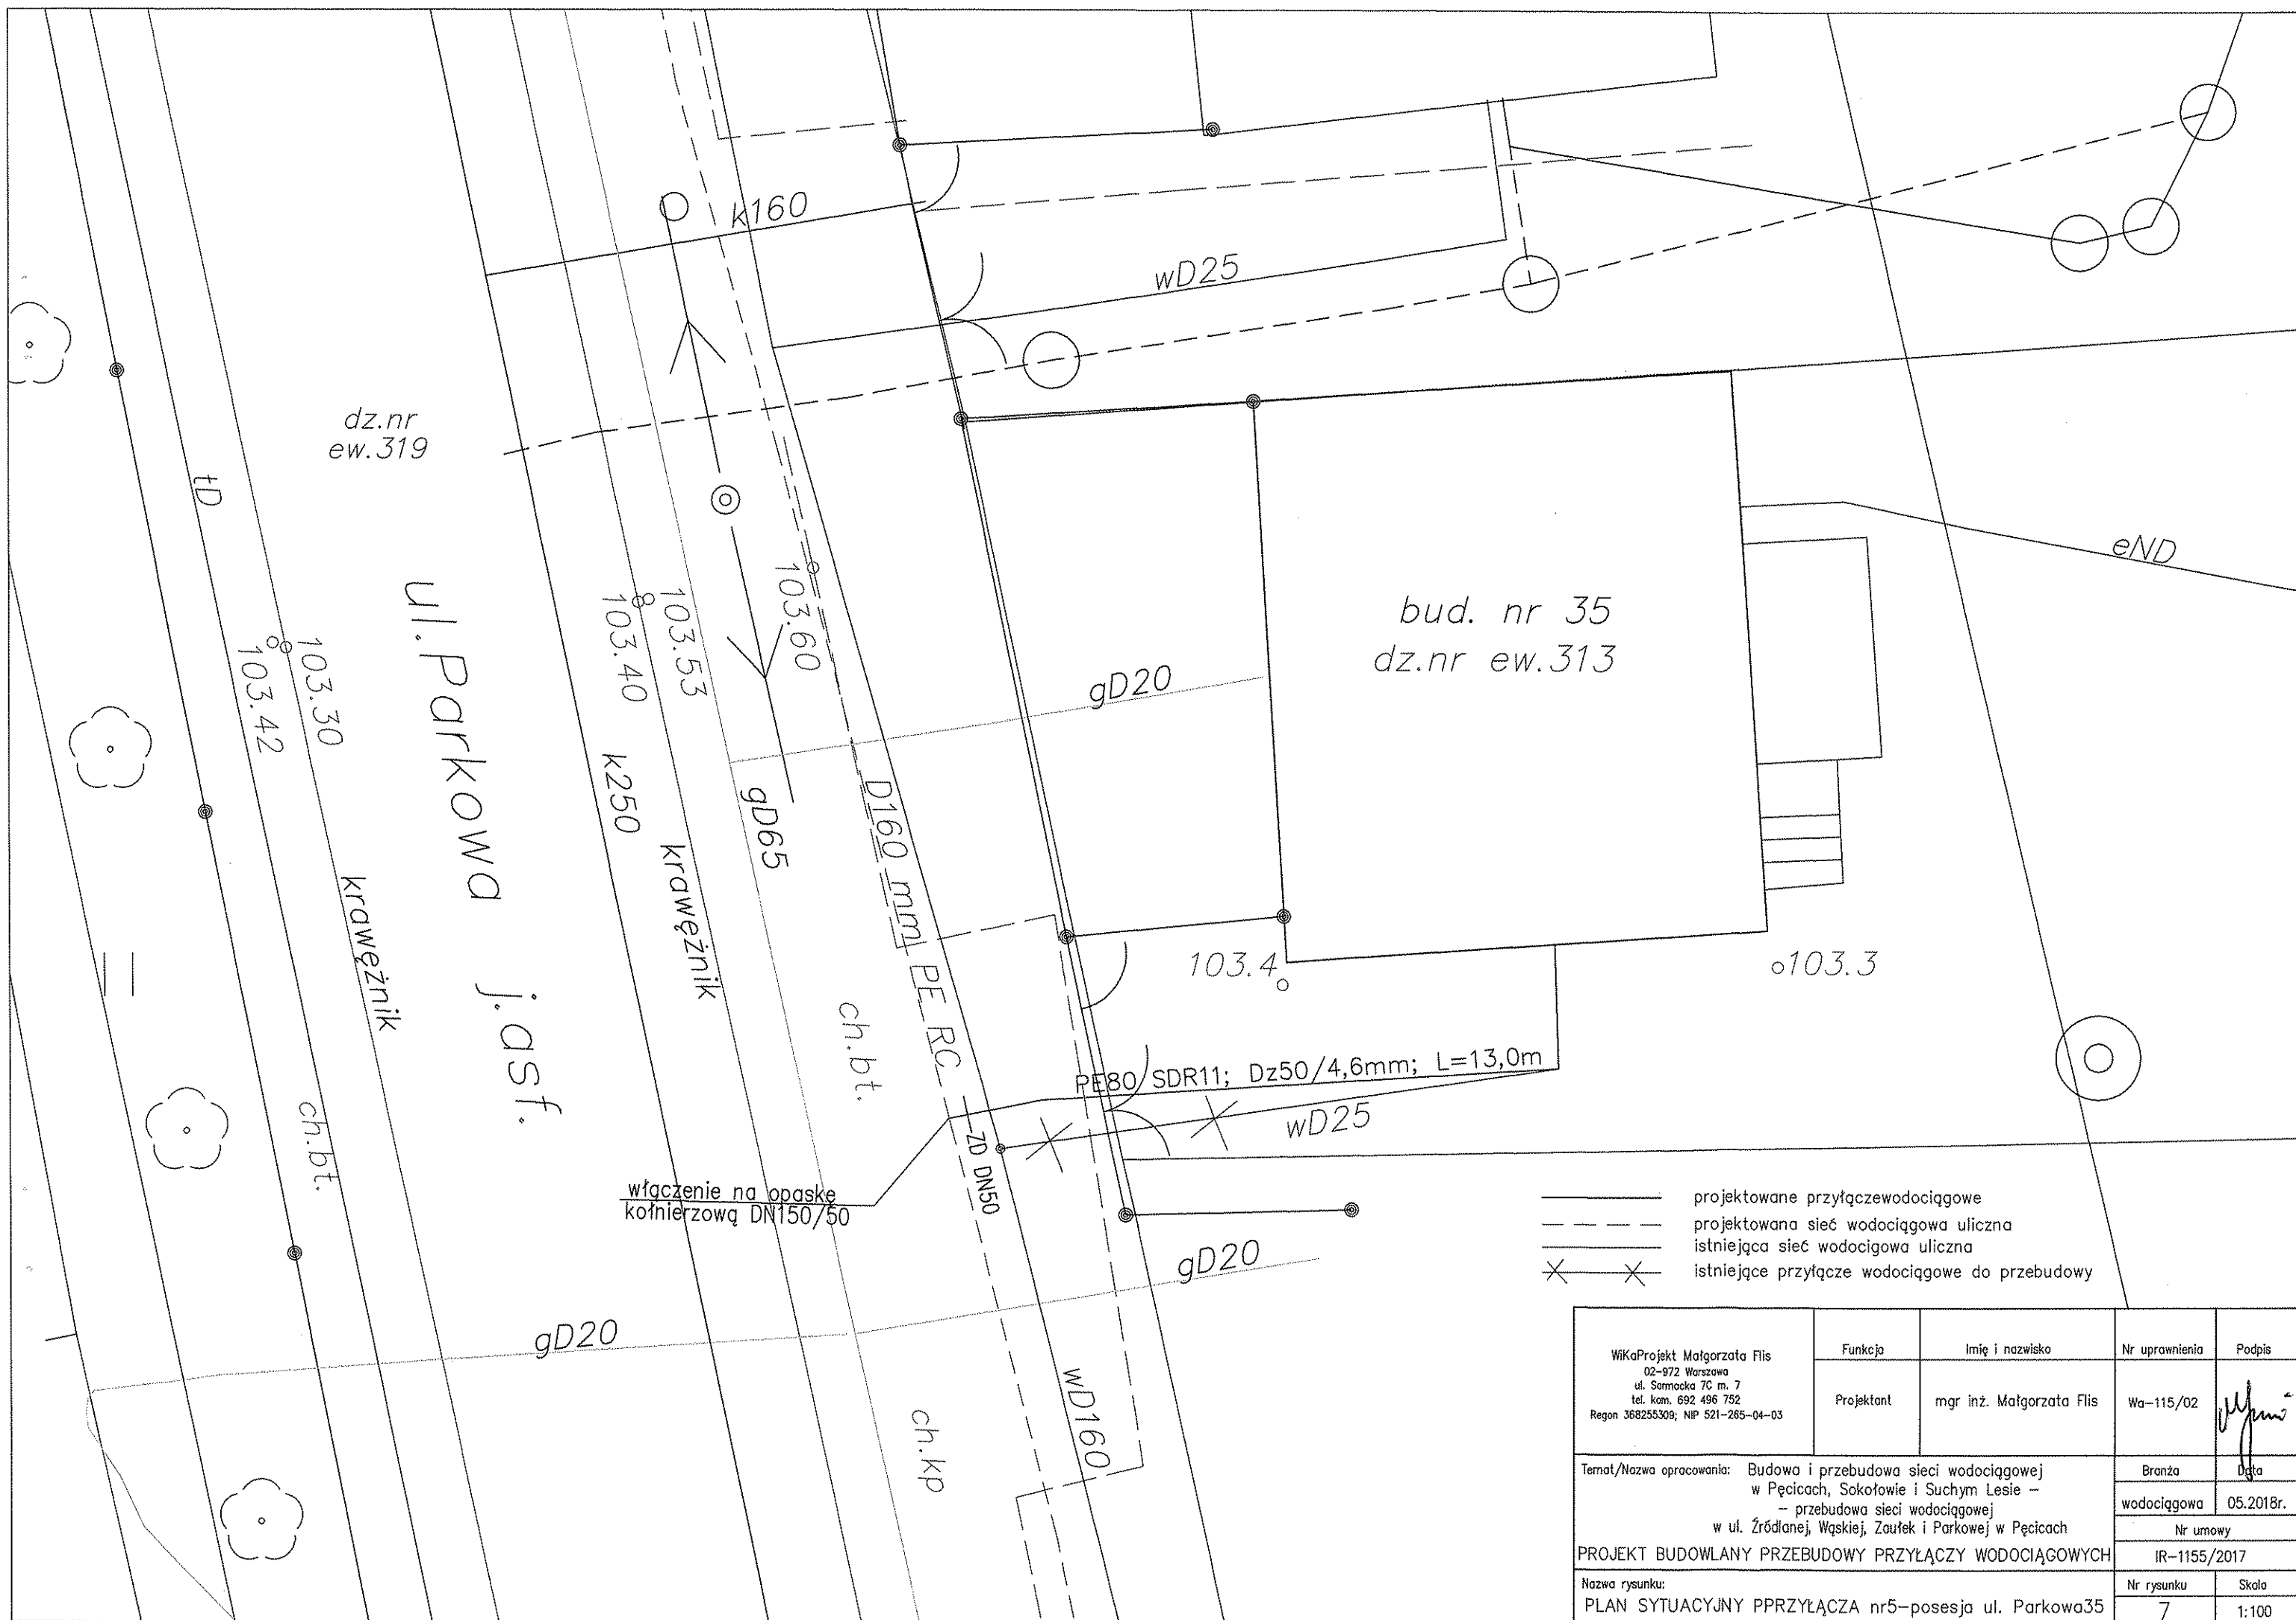 k160
wD25
dz.nr
ew.319
tD
103.60
eND
bud. nr 35
dz.nr ew.313
ul.Parkowa j.asf.
103.53
103.40
103.30
103.42
gD20
k250
gD65
D160 mm PE RC
krawężnik
krawężnik
103.4
103.3
ch.bt.
PE80/SDR11; Dz50/4,6mm; L=13,0m
wD25
ch.bt.
ZD DN50
włączenie na opaskę
kołnierzową DN150/50
gD20
gD20
wD160
ch.kp
projektowane przyłączewodociągowe
projektowana sieć wodociągowa uliczna
istniejąca sieć wodocigowa uliczna
istniejące przyłącze wodociągowe do przebudowy
WiKaProjekt Małgorzata Flis
02-972 Warszawa
ul. Sarmacka 7C m. 7
tel. kom. 692 496 752
Regon 368255309; NIP 521-265-04-03
Funkcja
Imię i nazwisko
Nr uprawnienia
Podpis
Projektant
mgr inż. Małgorzata Flis
Wa-115/02
Temat/Nazwa opracowania: Budowa i przebudowa sieci wodociągowej
w Pęcicach, Sokołowie i Suchym Lesie -
- przebudowa sieci wodociągowej
w ul. Źródlanej, Wąskiej, Zaułek i Parkowej w Pęcicach
PROJEKT BUDOWLANY PRZEBUDOWY PRZYŁĄCZY WODOCIĄGOWYCH
Branża
Data
wodociągowa
05.2018r.
Nr umowy
IR-1155/2017
Nazwa rysunku:
PLAN SYTUACYJNY PPRZYŁĄCZA nr5-posesja ul. Parkowa35
Nr rysunku
Skala
7
1:100